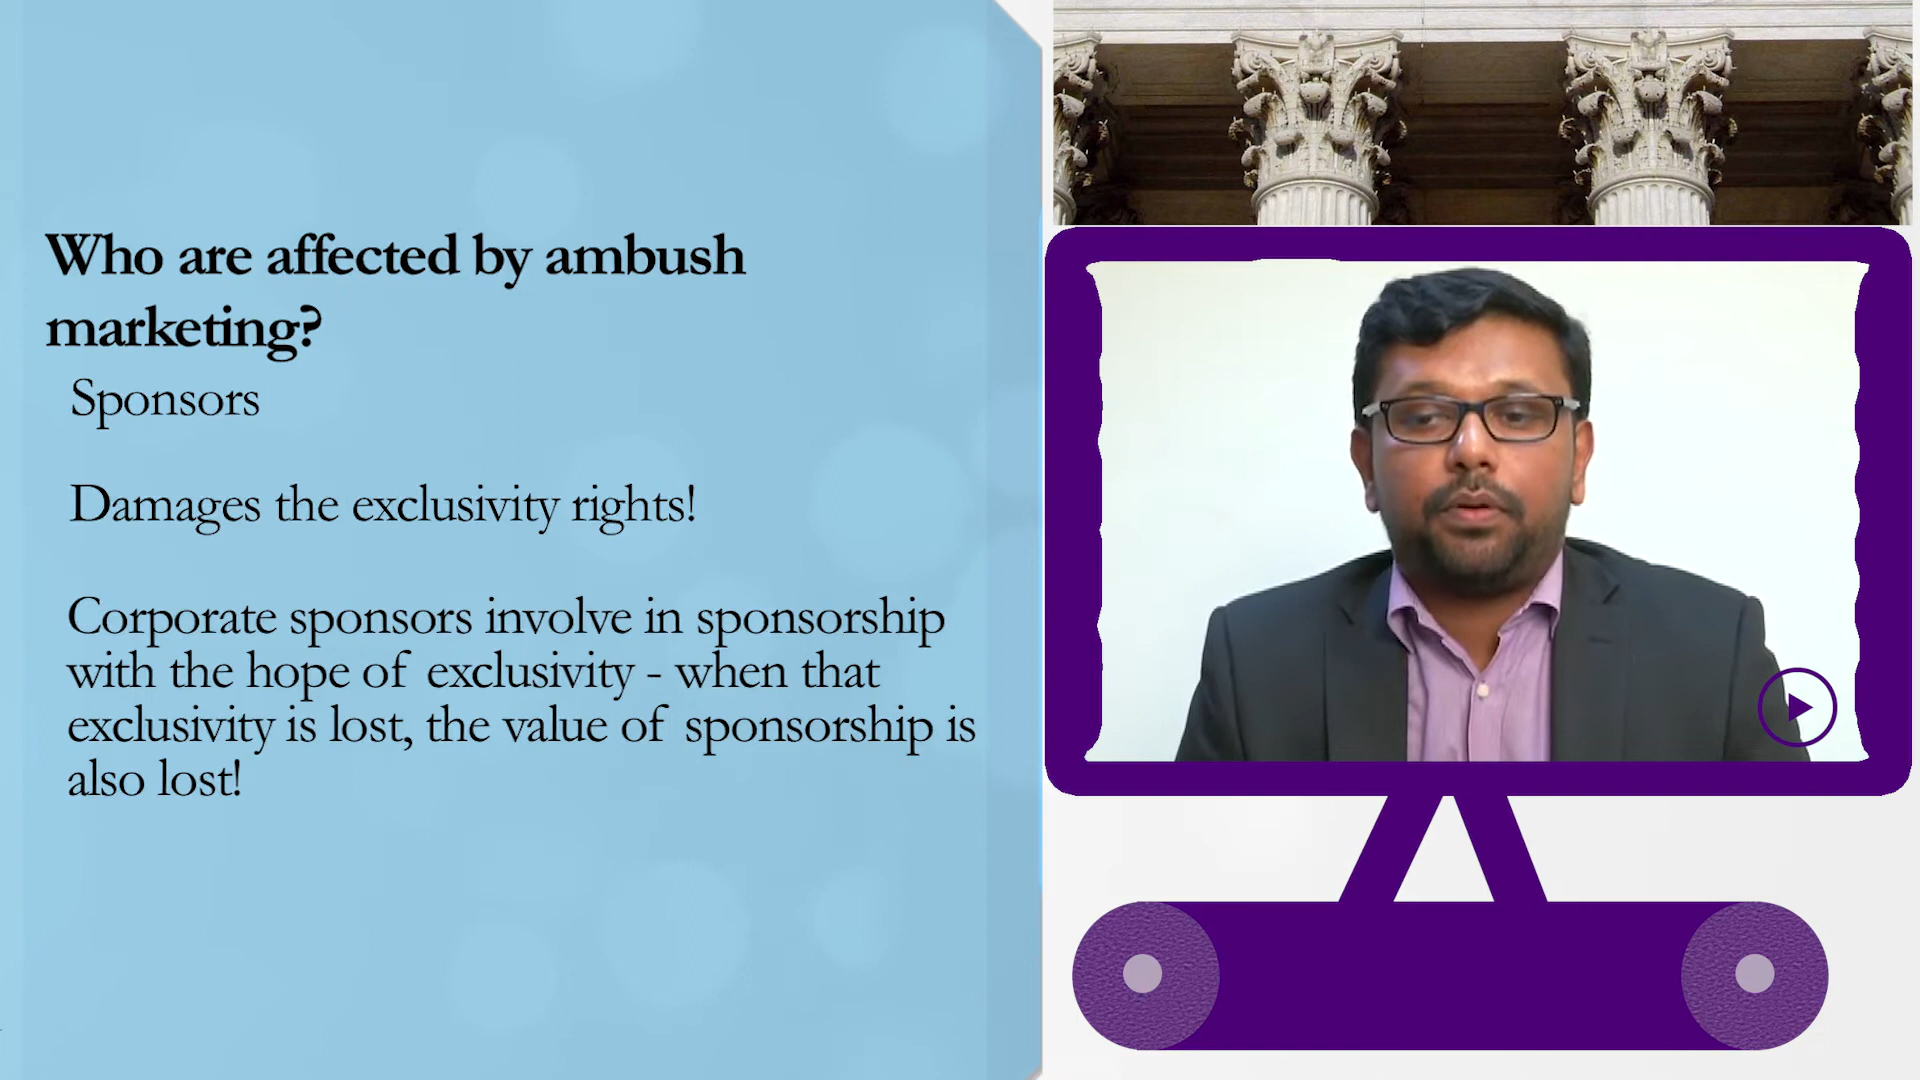 Who are affected by ambush
marketing?
Sponsors
Damages the exclusivity rights!
Corporate sponsors involve in sponsorship
with the hope of exclusivity - when that
exclusivity is lost, the value of sponsorship is
also lost!